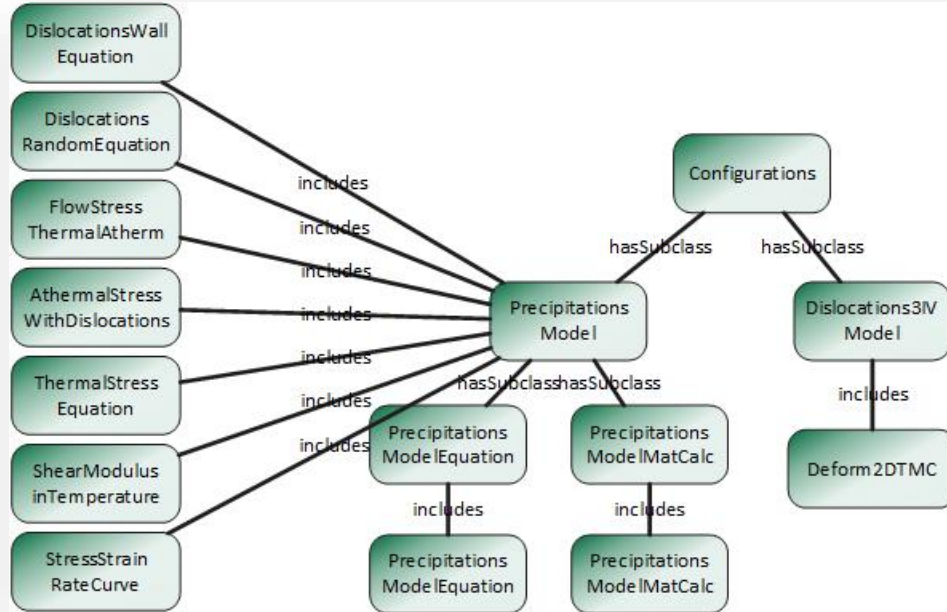 DislocationsWall
Equation
Dislocations
RandomEquation
FlowStress
ThermalAtherm
AthermalStress
WithDislocations
ThermalStress
Equation
ShearModulus
inTemperature
StressStrain
RateCurve
includes
includes
includes
includes
includes
includes
includes
Configurations
hasSubclass
hasSubclass
Precipitations
Model
Dislocations3IV
Model
hasSubclass
hasSubclass
includes
Precipitations
ModelEquation
Precipitations
ModelMatCalc
Deform2DTMC
includes
includes
Precipitations
ModelEquation
Precipitations
ModelMatCalc